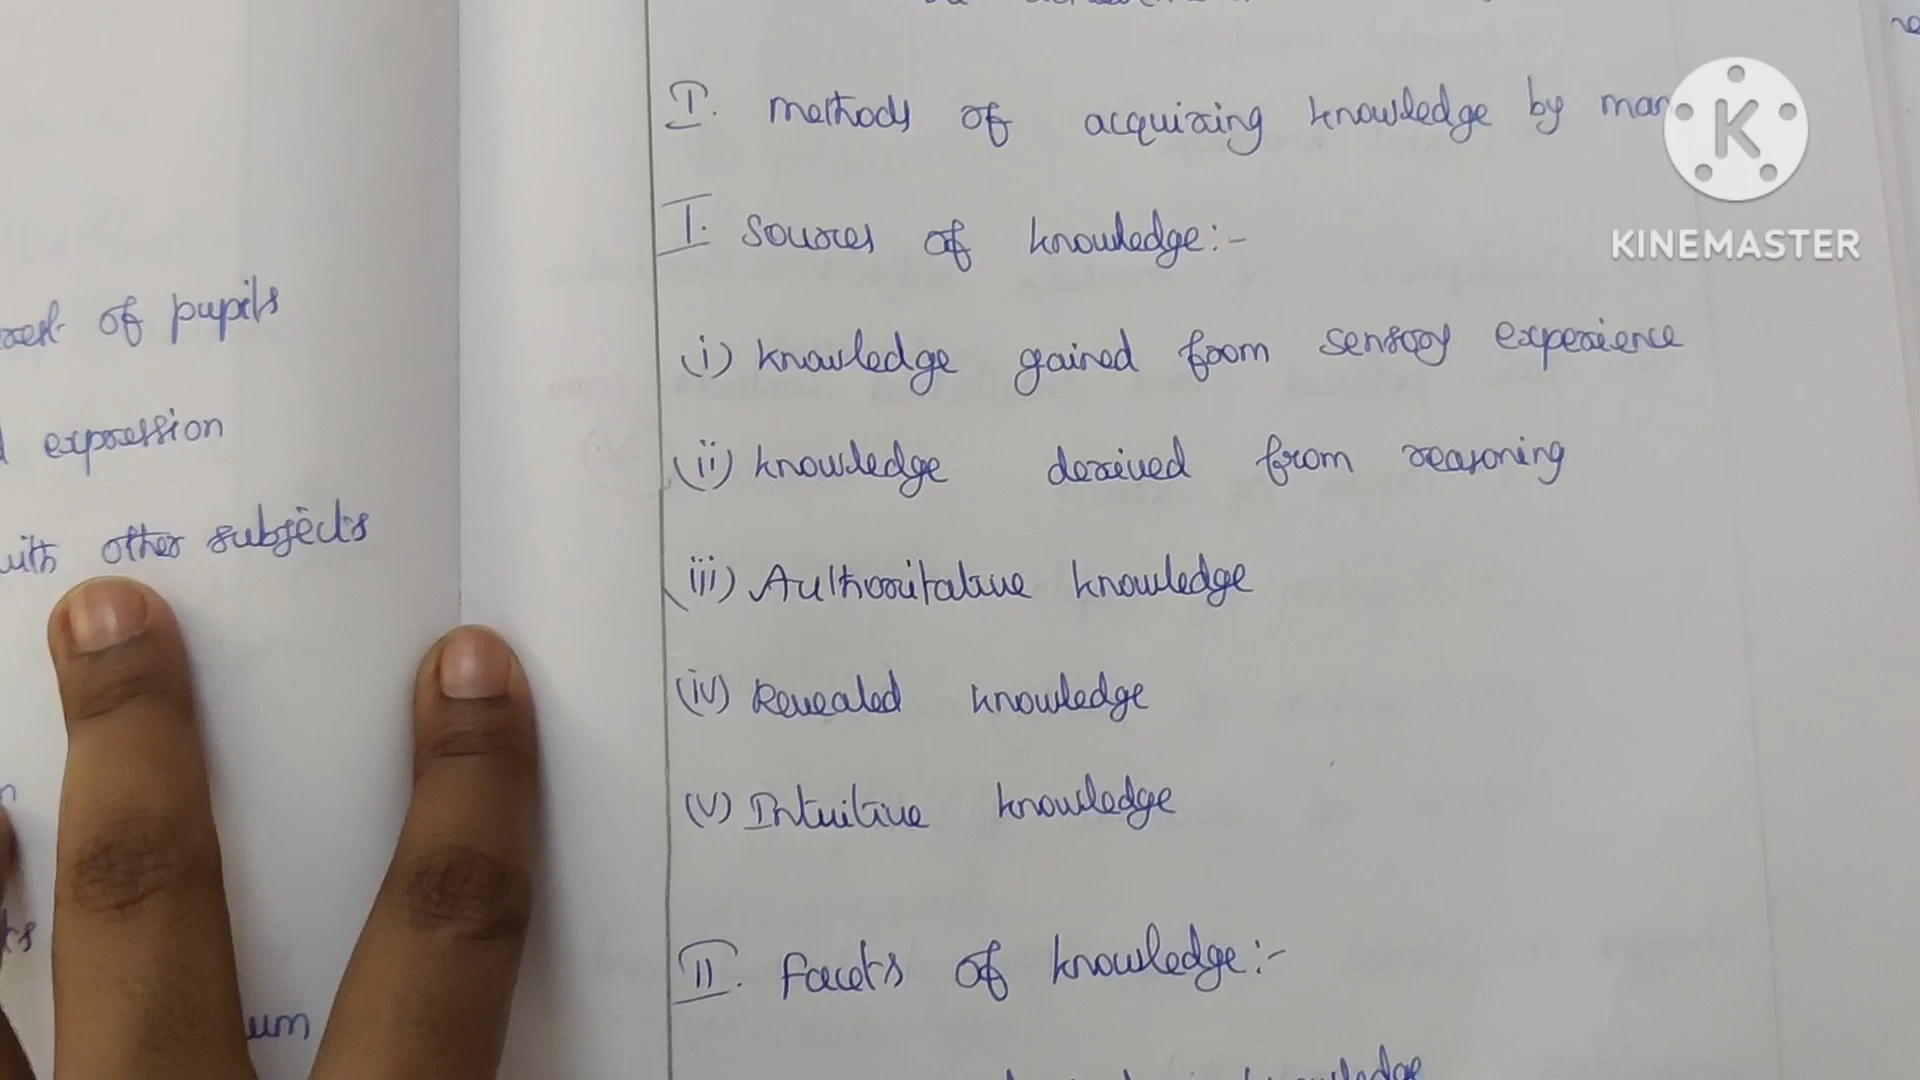 of pupils
expression
with other subjects
I. Methods of acquiring knowledge by man
I. Sources of knowledge:-
(i) Knowledge gained from sensory experience
(ii) Knowledge derived from reasoning
(iii) Authoritative knowledge
(iv) Revealed knowledge
(v) Intuitive knowledge
II. Facets of knowledge:-
knowledge
K
KINEMASTER